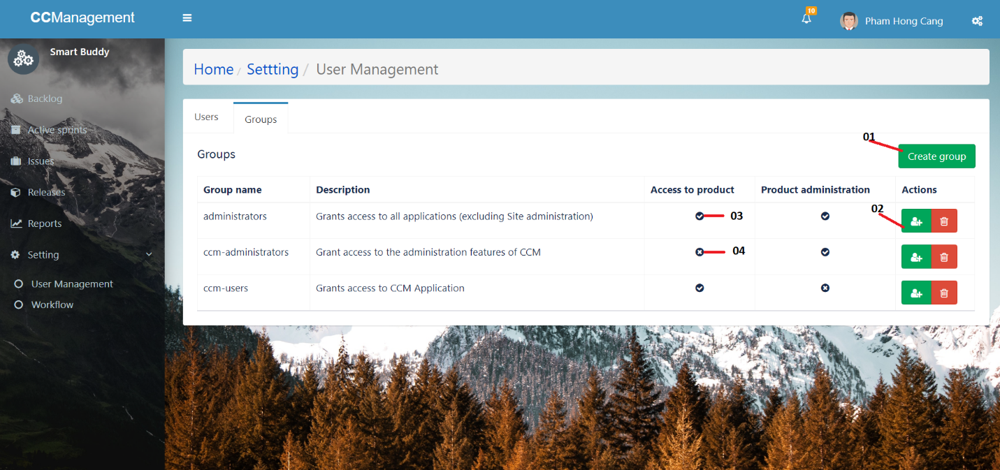 CCManagement
10
Pham Hong Cang
Smart Buddy
Backlog
Active sprints
Issues
Releases
Reports
Setting
User Management
Workflow
Home / Settting / User Management
Users
Groups
Groups
01
Create group
Group name Description Access to product Product administration Actions
02
administrators Grants access to all applications (excluding Site administration) 03
ccm-administrators Grant access to the administration features of CCM 04
ccm-users Grants access to CCM Application